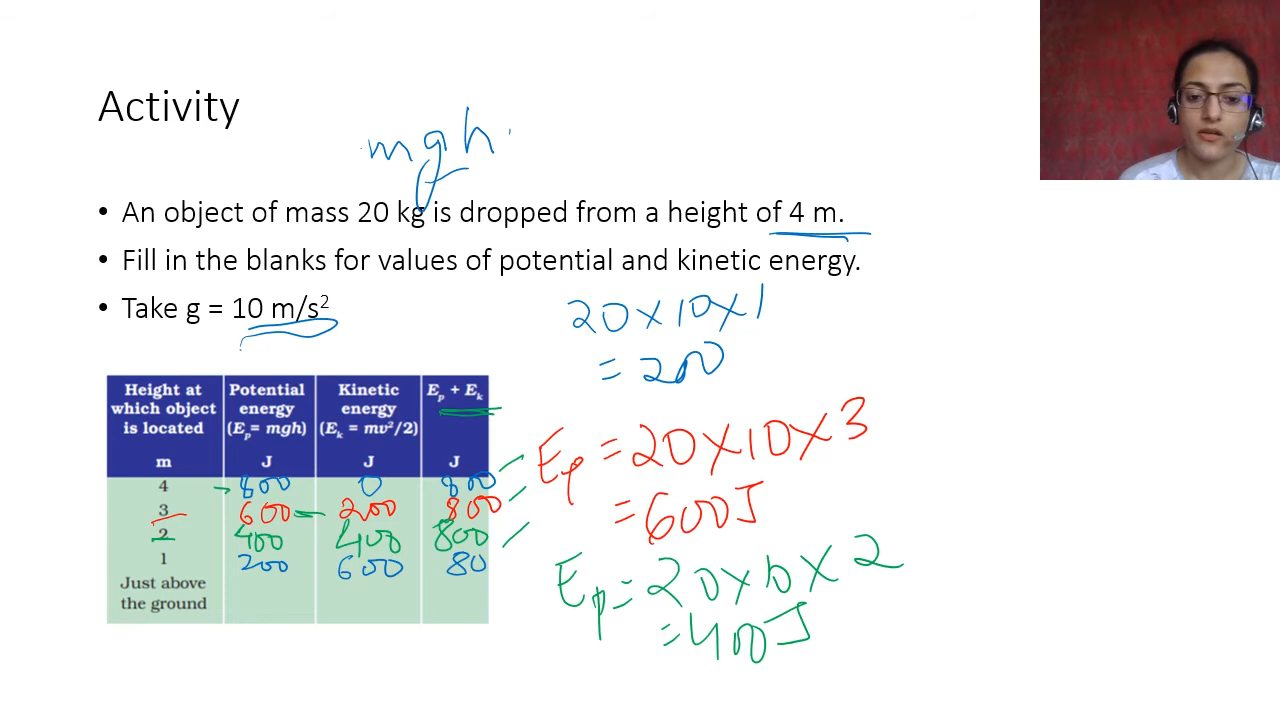 Activity
mgh
• An object of mass 20 kg is dropped from a height of 4 m.
• Fill in the blanks for values of potential and kinetic energy.
• Take g = 10 m/s²
20×10×1
= 200
Height at which object is located m
Potential energy (Eₚ= mgh) J
Kinetic energy (Eₖ = mv²/2) J
Eₚ + Eₖ J
4 800 0 800
3 600 200 800
2 400 400 800
1 200 600 80
Just above
the ground
Eₚ = 20×10×3
= 600J
Eₚ = 20×10×2
= 400J